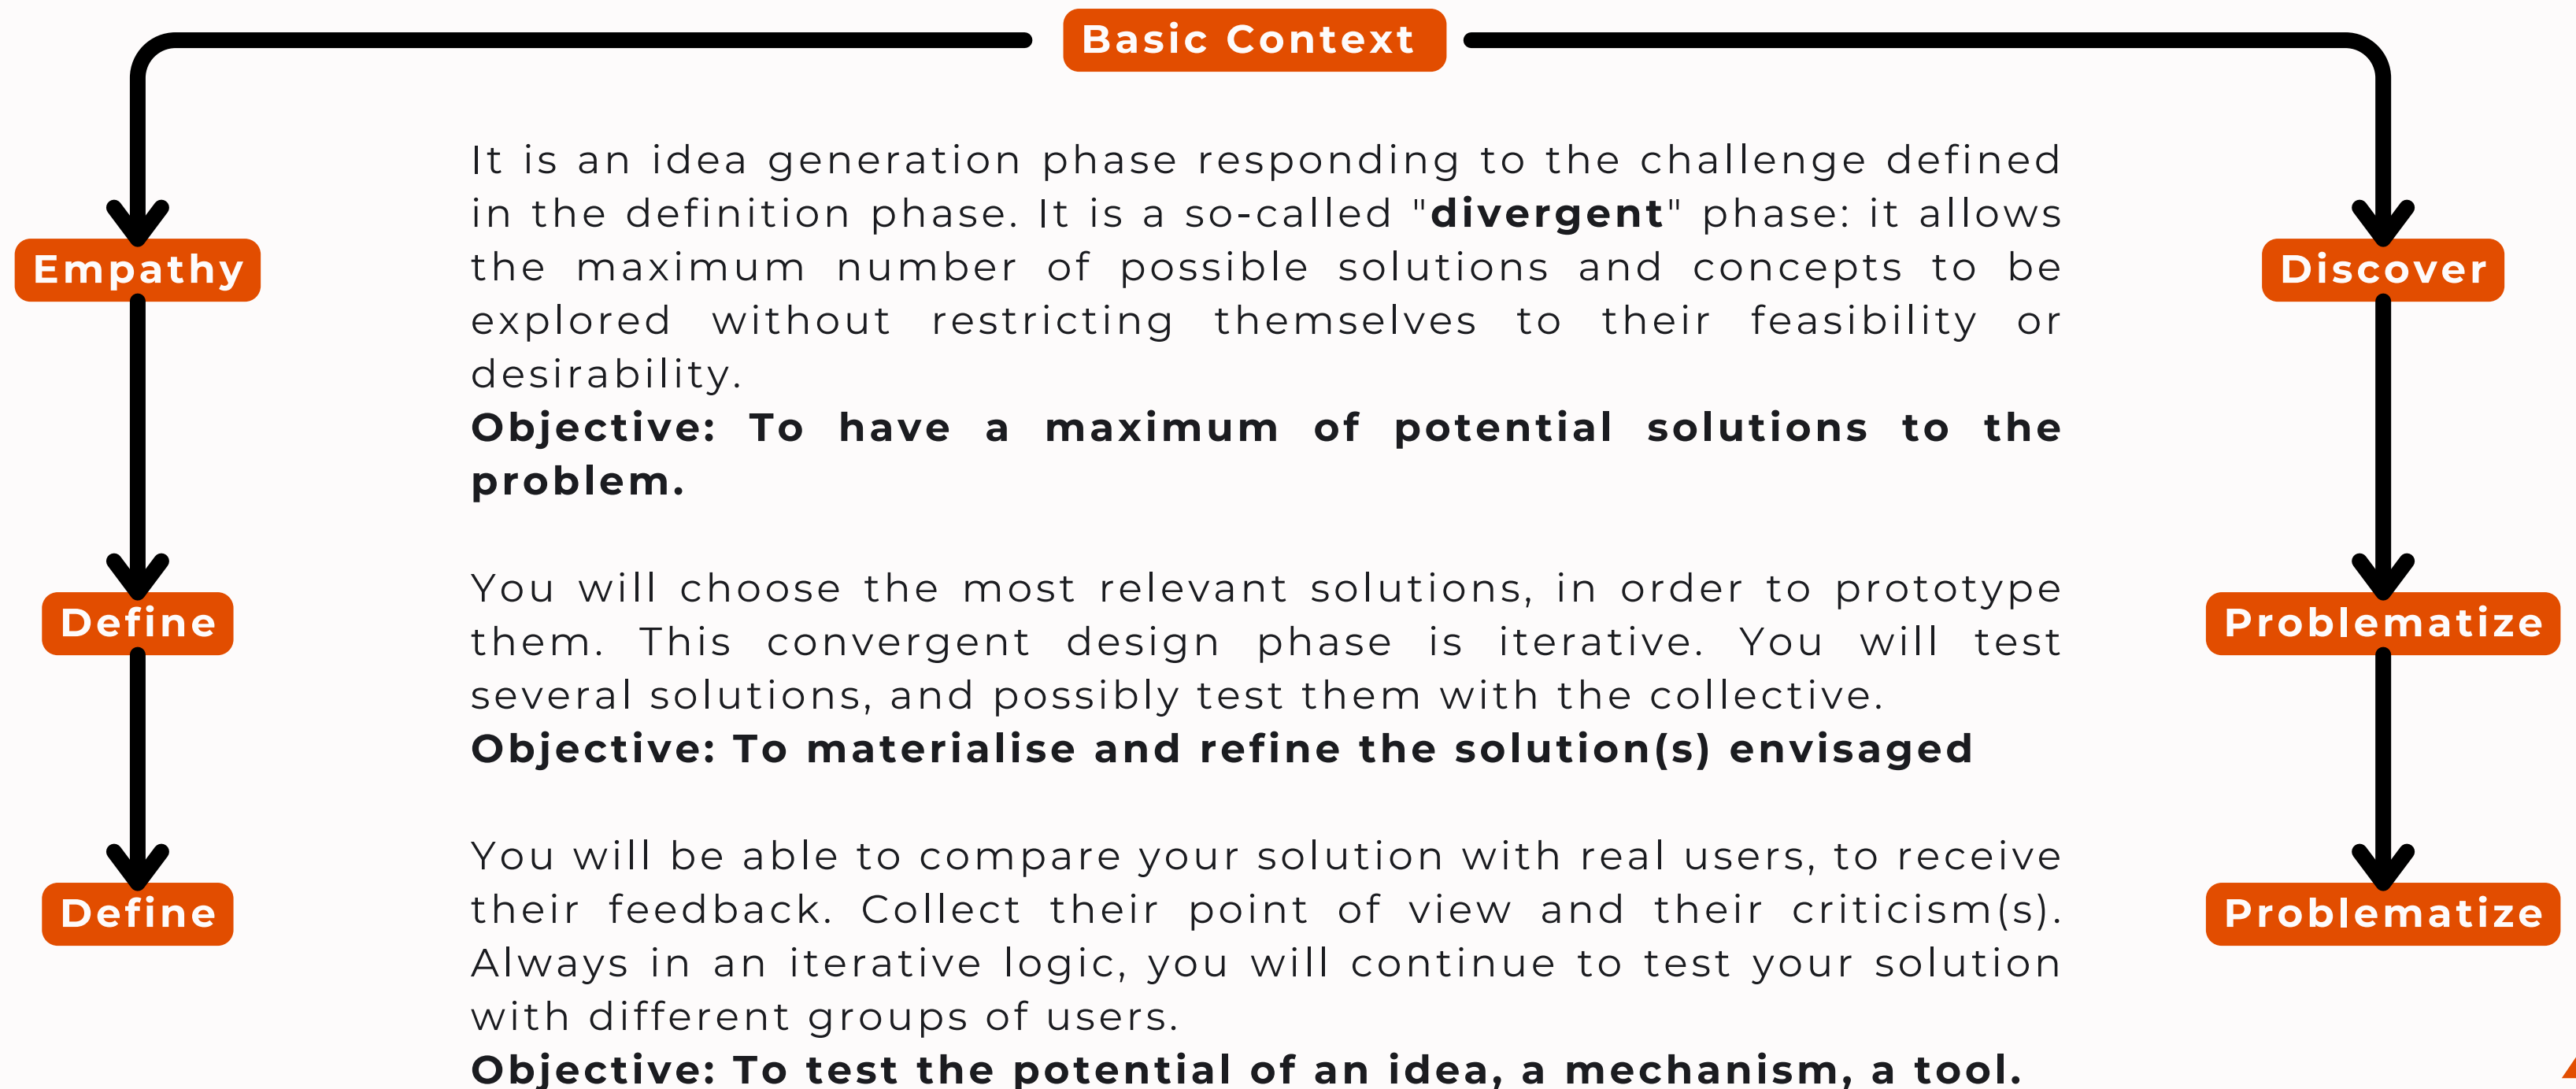 Basic Context
Empathy
Discover
It is an idea generation phase responding to the challenge defined
in the definition phase. It is a so-called "divergent" phase: it allows
the maximum number of possible solutions and concepts to be
explored without restricting themselves to their feasibility or
desirability.
Objective: To have a maximum of potential solutions to the
problem.
Define
Problematize
You will choose the most relevant solutions, in order to prototype
them. This convergent design phase is iterative. You will test
several solutions, and possibly test them with the collective.
Objective: To materialise and refine the solution(s) envisaged
Define
Problematize
You will be able to compare your solution with real users, to receive
their feedback. Collect their point of view and their criticism(s).
Always in an iterative logic, you will continue to test your solution
with different groups of users.
Objective: To test the potential of an idea, a mechanism, a tool.